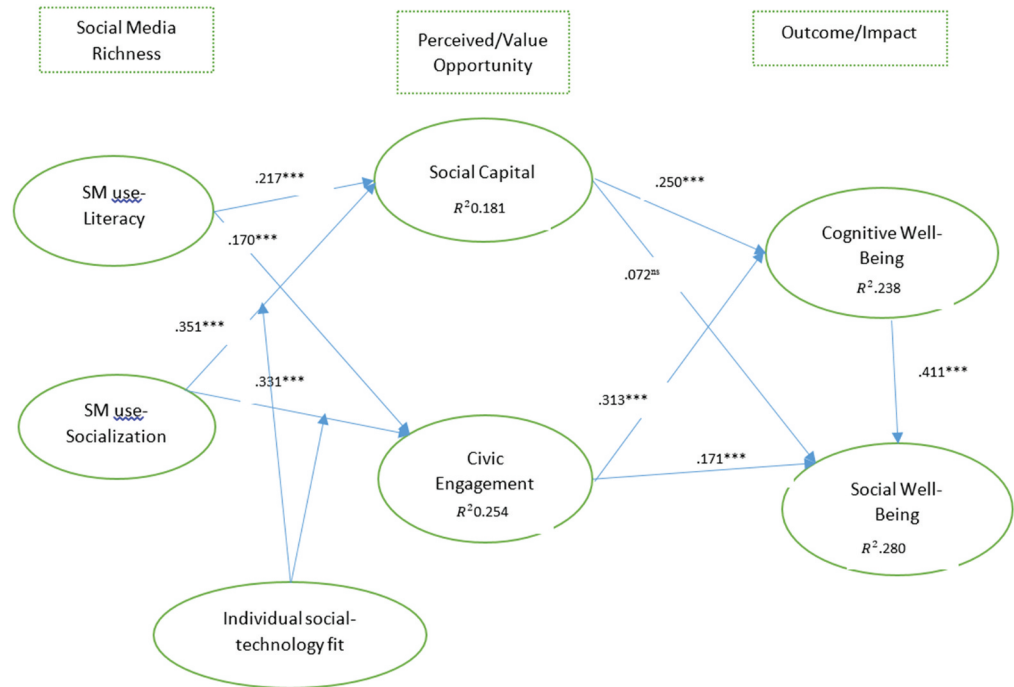 Social Media
Richness
Perceived/Value
Opportunity
Outcome/Impact
SM use-
Literacy
.217***
.170***
Social Capital
R²0.181
.250***
.072ⁿˢ
Cognitive Well-
Being
R².238
.351***
.331***
SM use-
Socialization
Civic
Engagement
R²0.254
.313***
.171***
.411***
Social Well-
Being
R².280
Individual social-
technology fit